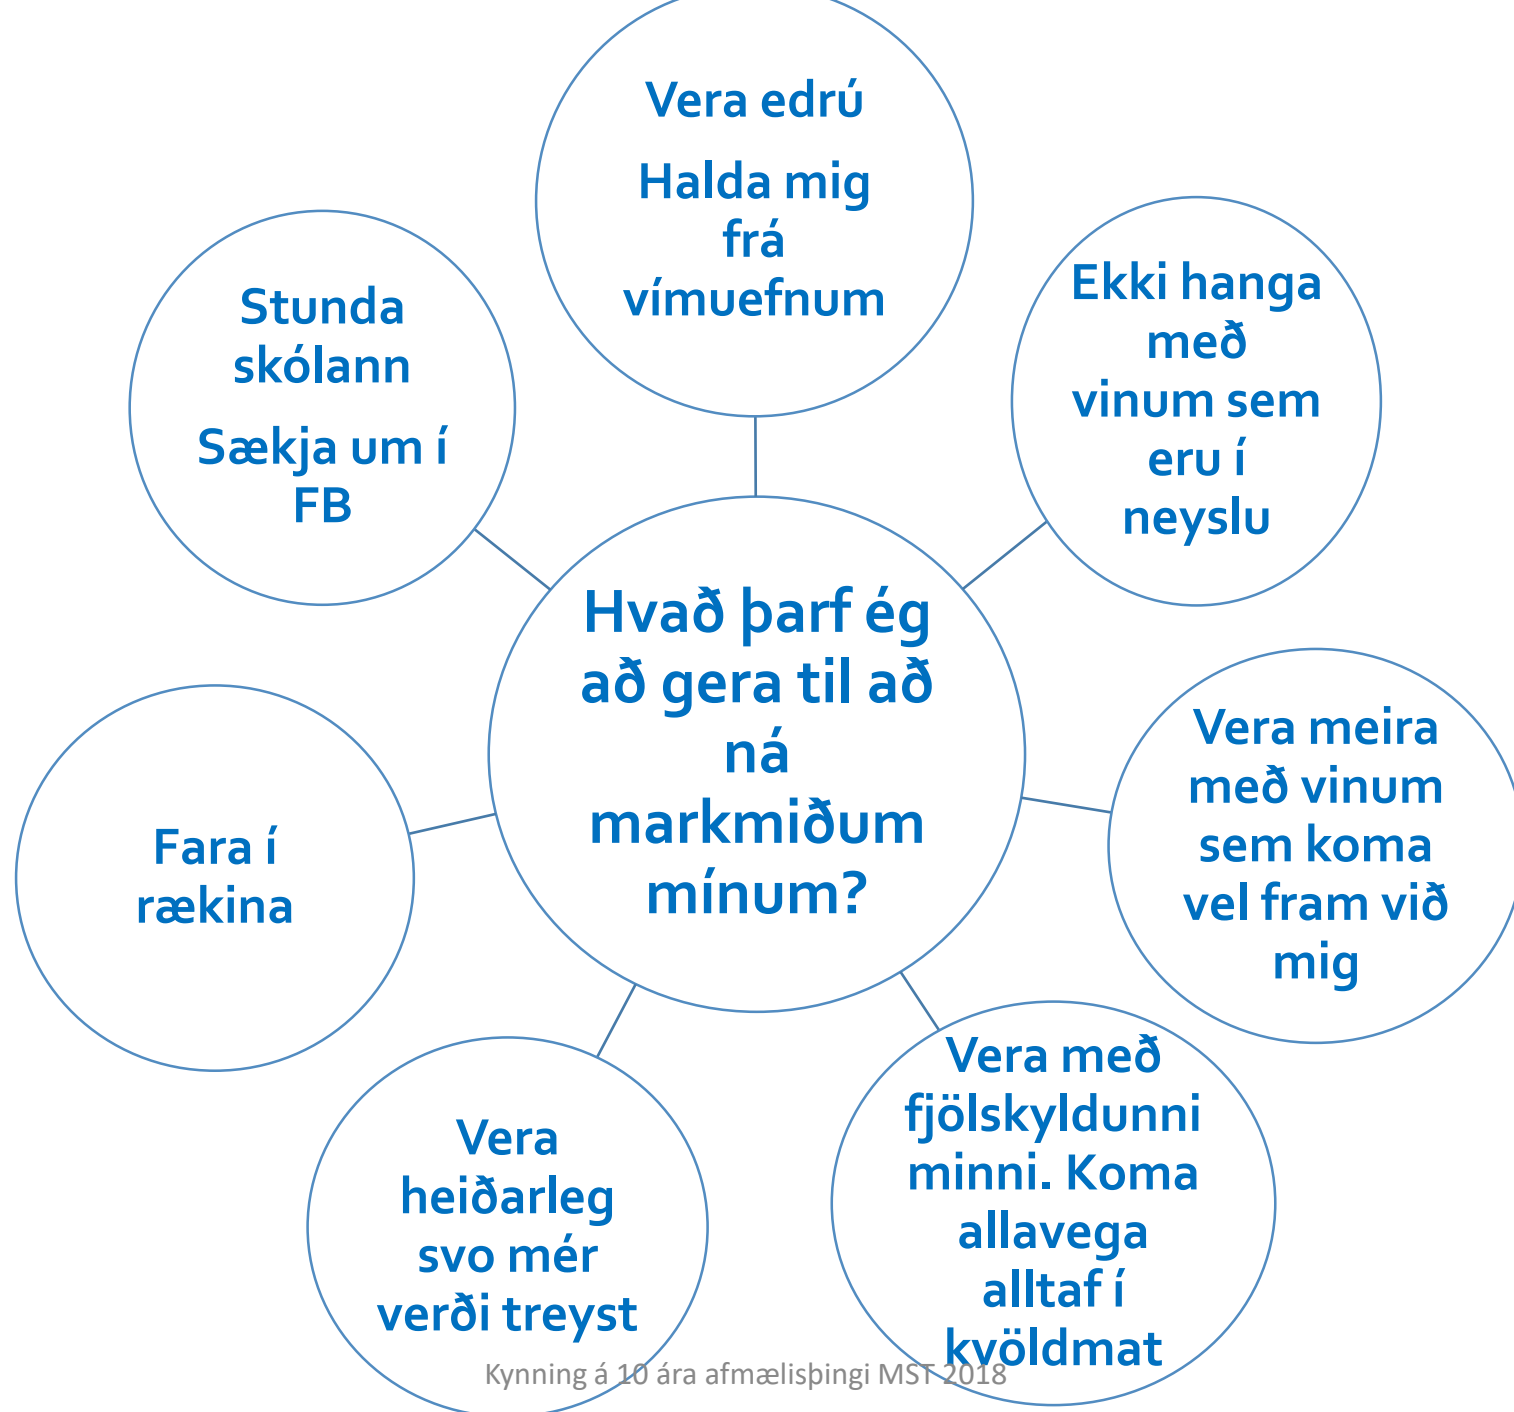 Vera edrú
Halda mig
frá
vímuefnum
Ekki hanga
með
vinum sem
eru í
neyslu
Vera meira
með vinum
sem koma
vel fram við
mig
Vera með
fjölskyldunni
minni. Koma
allavega
alltaf í
kvöldmat
Vera
heiðarleg
svo mér
verði treyst
Fara í
rækina
Stunda
skólann
Sækja um í
FB
Hvað þarf ég
að gera til að
ná
markmiðum
mínum?
Kynning á 10 ára afmælisþingi MST 2018